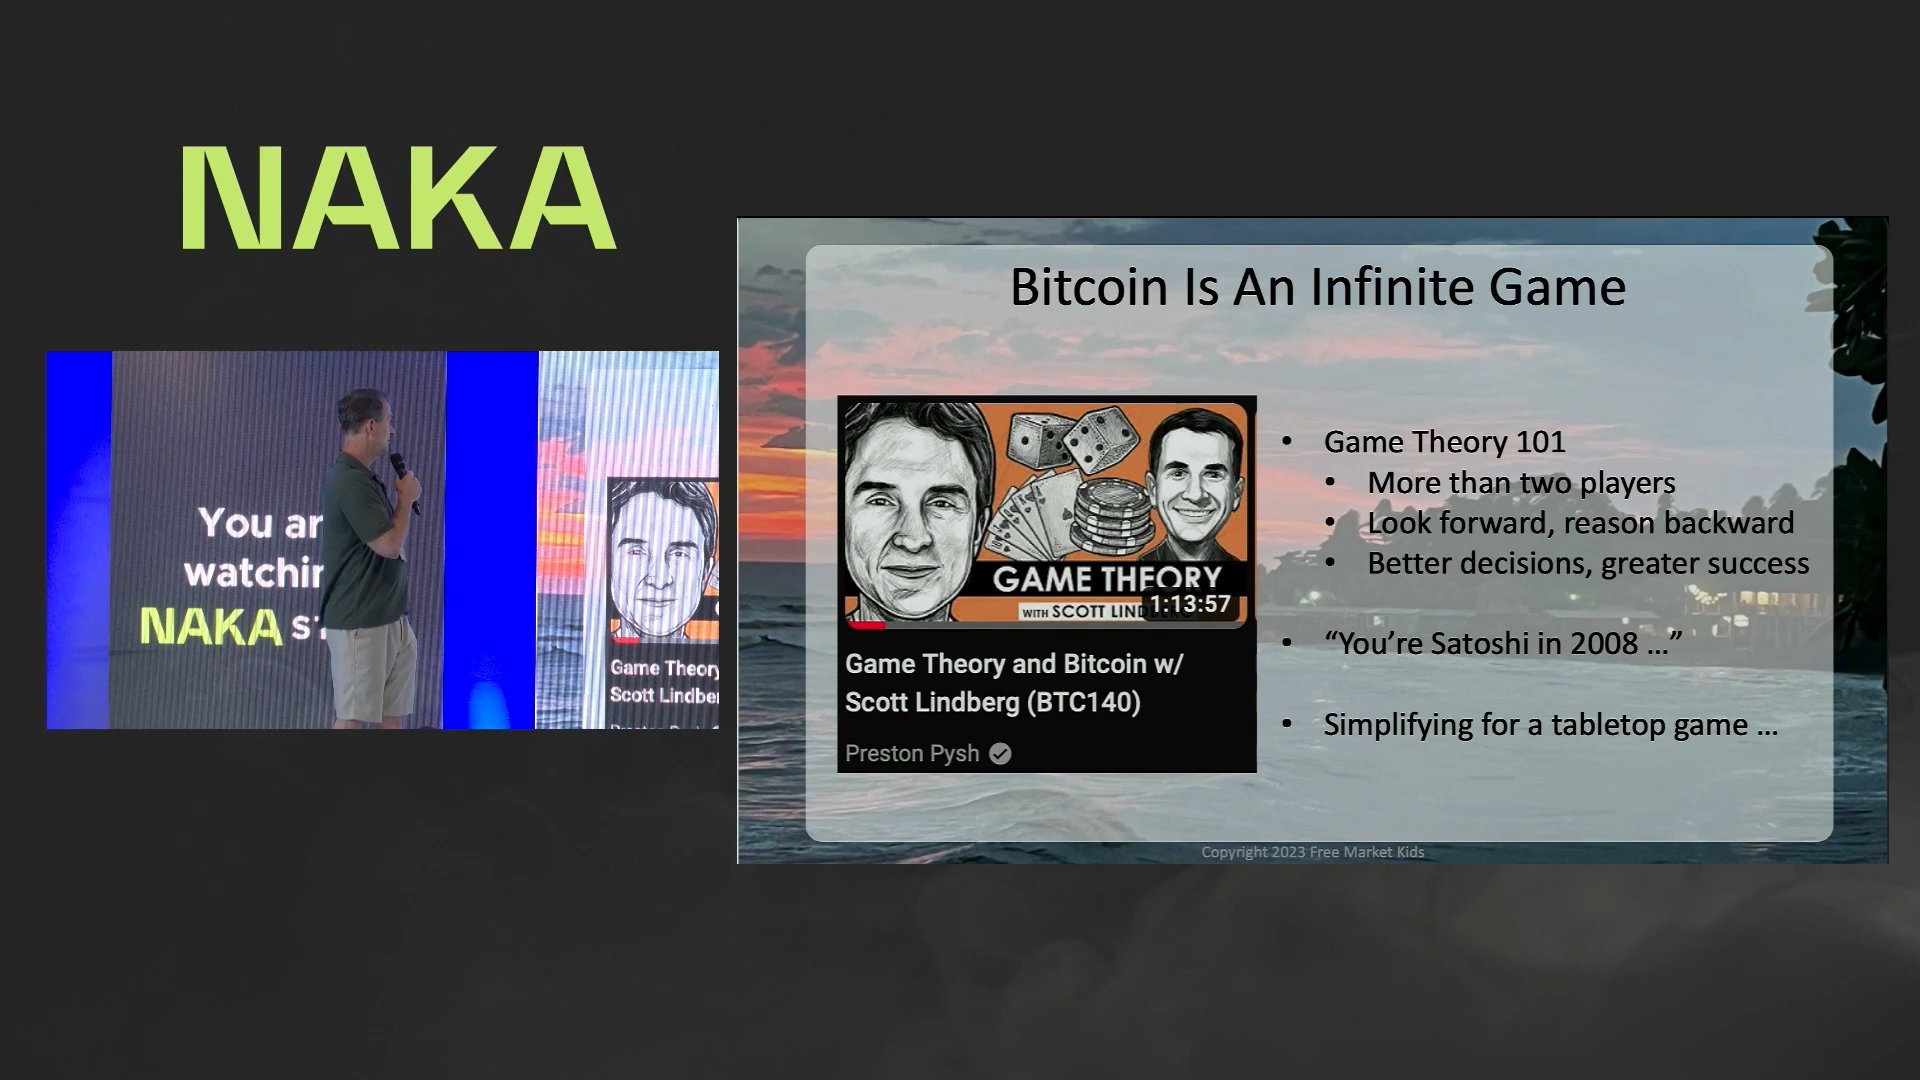 NAKA
You ar
watchin
NAKA st
Game Theory
Scott Lindber
Bitcoin Is An Infinite Game
GAME THEORY
WITH SCOTT LINDBERG
1:13:57
Game Theory and Bitcoin w/
Scott Lindberg (BTC140)
Preston Pysh
• Game Theory 101
• More than two players
• Look forward, reason backward
• Better decisions, greater success
• “You’re Satoshi in 2008 ...”
• Simplifying for a tabletop game ...
Copyright 2023 Free Market Kids